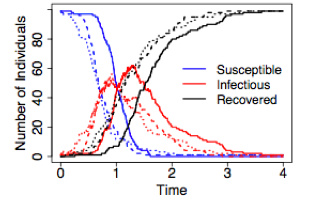 Number of Individuals
80
60
40
20
0
Susceptible
Infectious
Recovered
0 1 2 3 4
Time